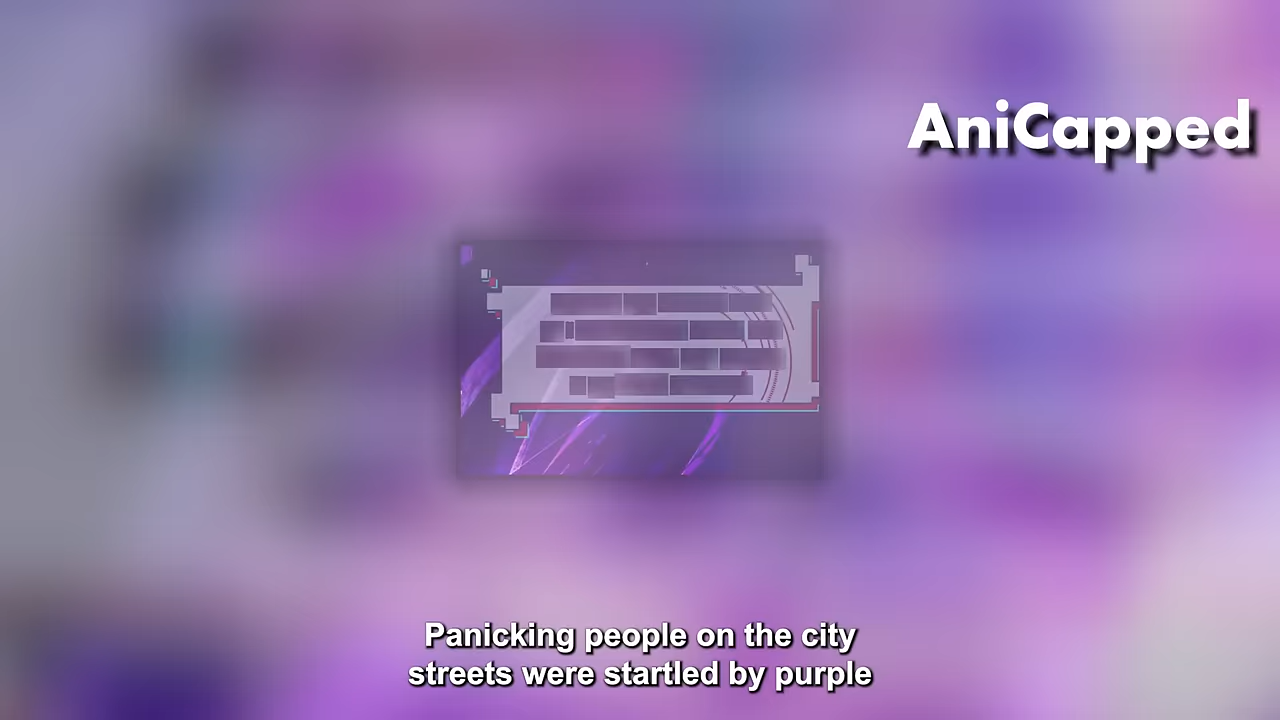 AniCapped
Panicking people on the city
streets were startled by purple